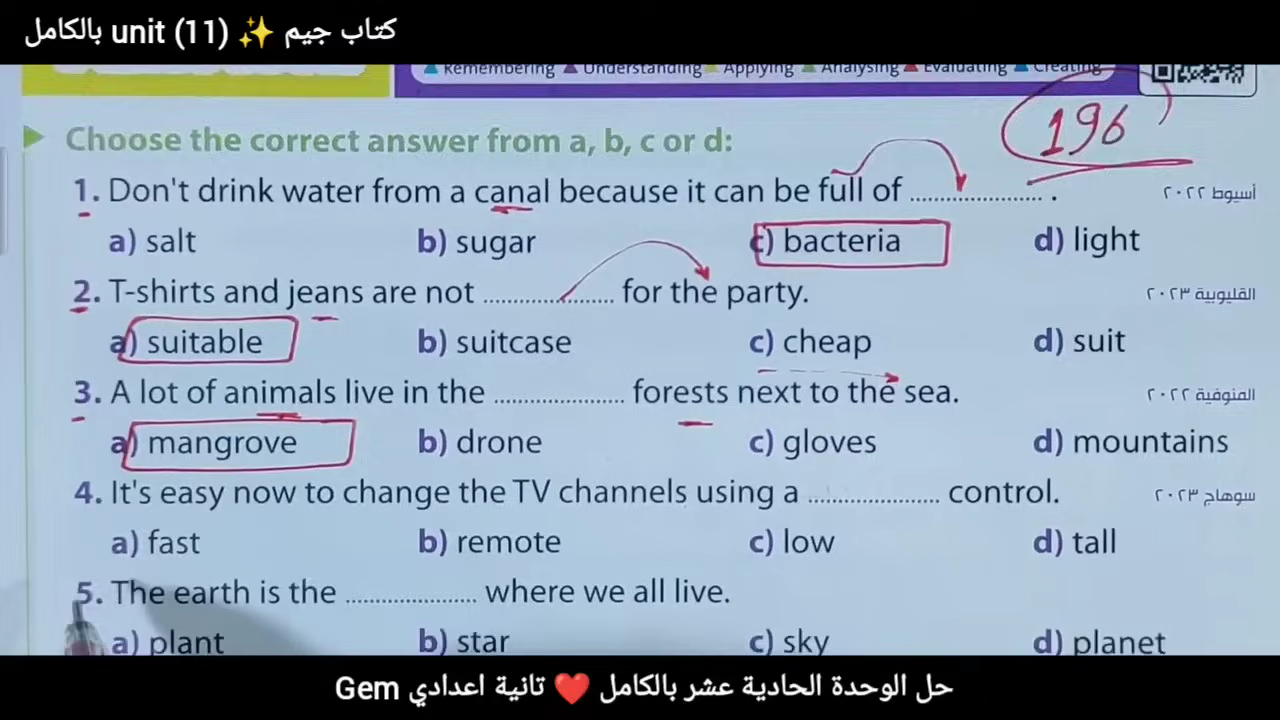 كتاب جيم ✨ unit (11) بالكامل
Remembering Understanding Applying Analysing Evaluating Creating
196
Choose the correct answer from a, b, c or d:
1. Don't drink water from a canal because it can be full of ........................ . أسيوط ٢٠٢٢
a) salt b) sugar c) bacteria d) light
2. T-shirts and jeans are not ........................ for the party. القليوبية ٢٠٢٣
a) suitable b) suitcase c) cheap d) suit
3. A lot of animals live in the ........................ forests next to the sea. المنوفية ٢٠٢٢
a) mangrove b) drone c) gloves d) mountains
4. It's easy now to change the TV channels using a ........................ control. سوهاج ٢٠٢٣
a) fast b) remote c) low d) tall
5. The earth is the ........................ where we all live.
a) plant b) star c) sky d) planet
حل الوحدة الحادية عشر بالكامل ❤️ تانية اعدادي Gem